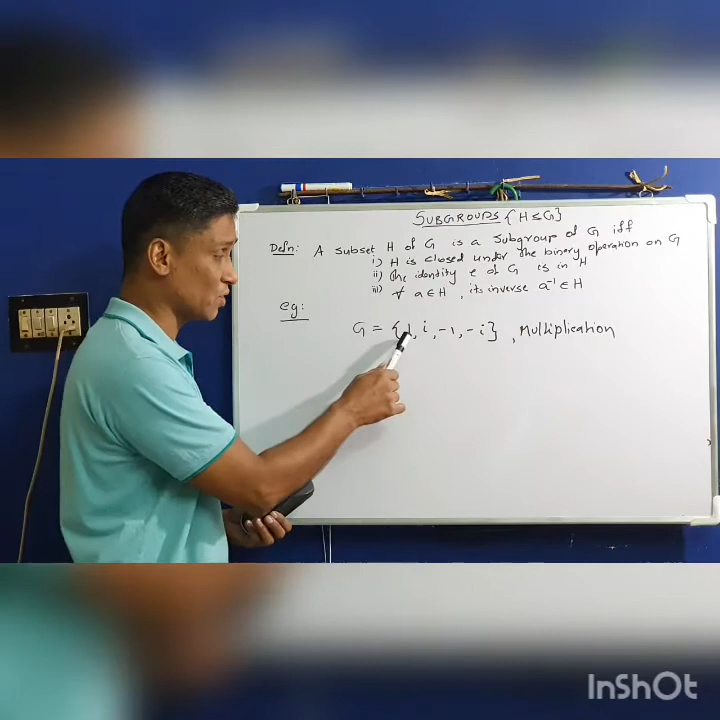 SUBGROUPS {H ≤ G}
Defn: A subset H of G is a subgroup of G iff
i) H is closed under the binary operation on G
ii) The identity e of G is in H
iii) ∀ a ∈ H, its inverse a⁻¹ ∈ H
eg:
G = {1, i, -1, -i}, Multiplication
InShOt